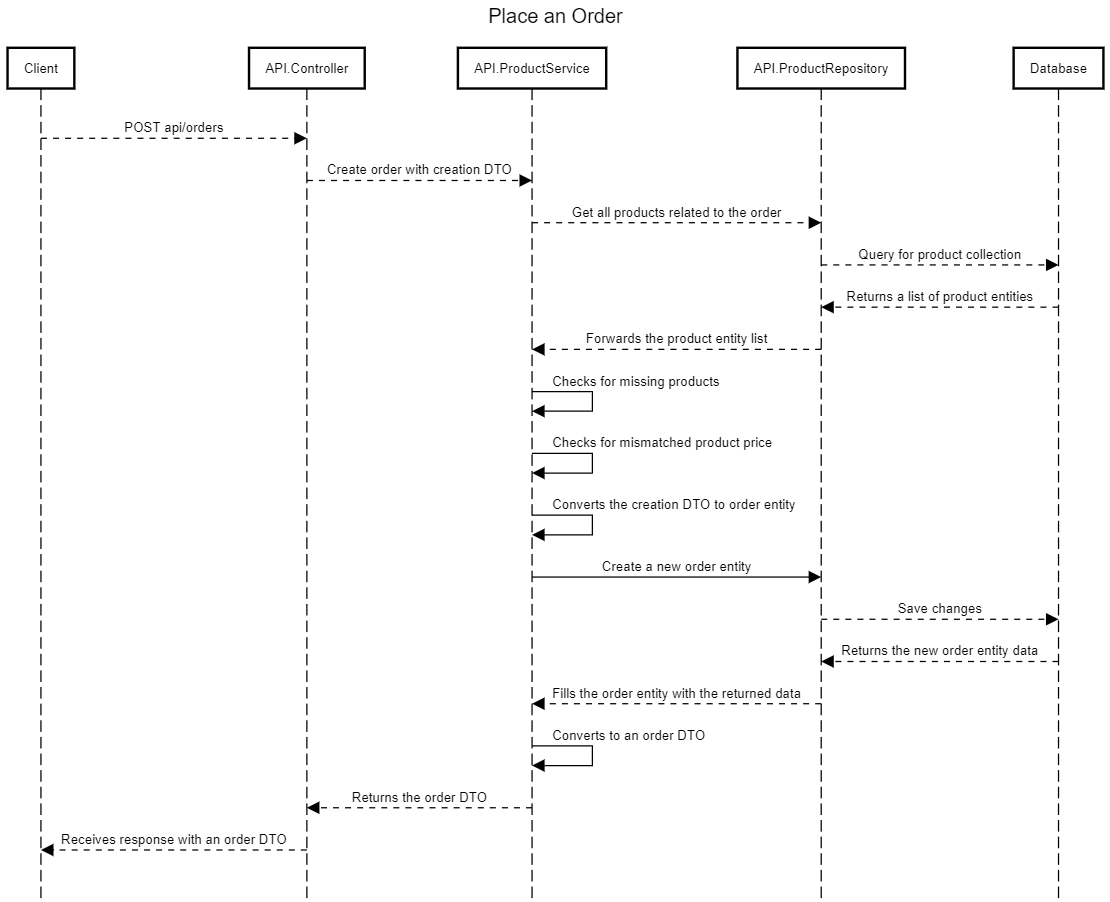 Place an Order
Client
API.Controller
API.ProductService
API.ProductRepository
Database
POST api/orders
Create order with creation DTO
Get all products related to the order
Query for product collection
Returns a list of product entities
Forwards the product entity list
Checks for missing products
Checks for mismatched product price
Converts the creation DTO to order entity
Create a new order entity
Save changes
Returns the new order entity data
Fills the order entity with the returned data
Converts to an order DTO
Returns the order DTO
Receives response with an order DTO